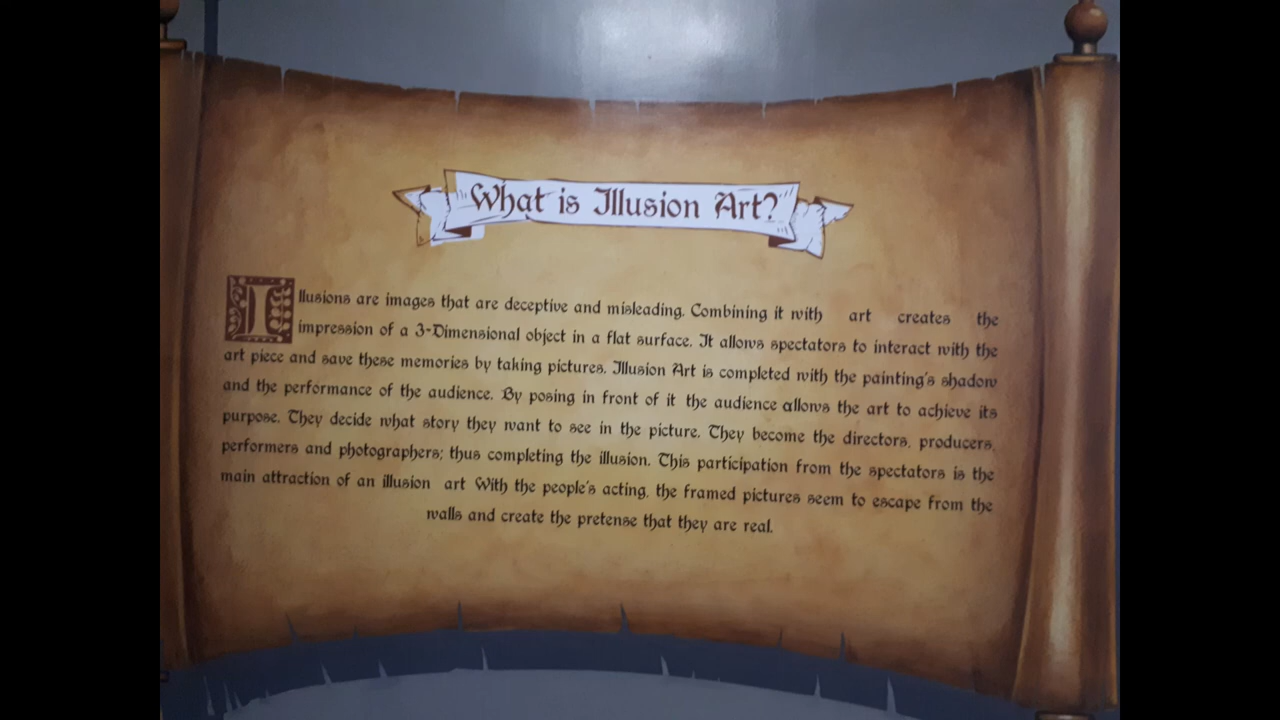 What is Illusion Art?
Illusions are images that are deceptive and misleading. Combining it with art creates the
impression of a 3-Dimensional object in a flat surface. It allows spectators to interact with the
art piece and save these memories by taking pictures. Illusion Art is completed with the painting's shadow
and the performance of the audience. By posing in front of it the audience allows the art to achieve its
purpose. They decide what story they want to see in the picture. They become the directors, producers,
performers and photographers; thus completing the illusion. This participation from the spectators is the
main attraction of an illusion art With the people's acting, the framed pictures seem to escape from the
walls and create the pretense that they are real.